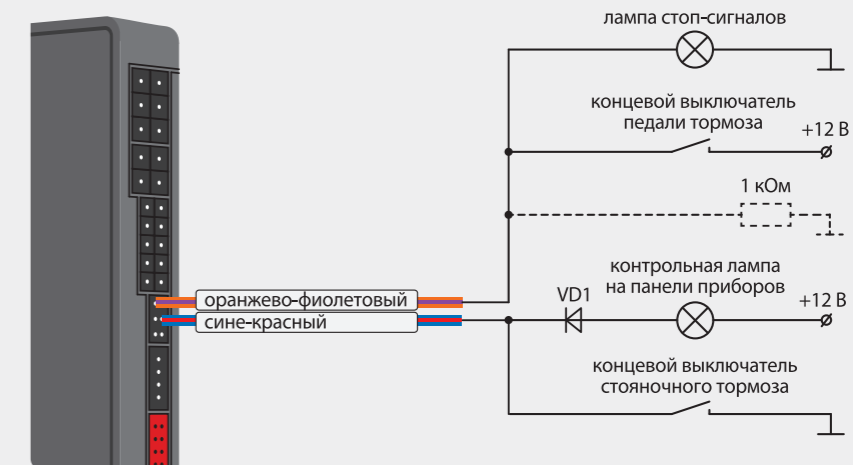 лампа стоп-сигналов
концевой выключатель
педали тормоза
+12 В
1 кОм
контрольная лампа
на панели приборов
VD1
+12 В
оранжево-фиолетовый
сине-красный
концевой выключатель
стояночного тормоза